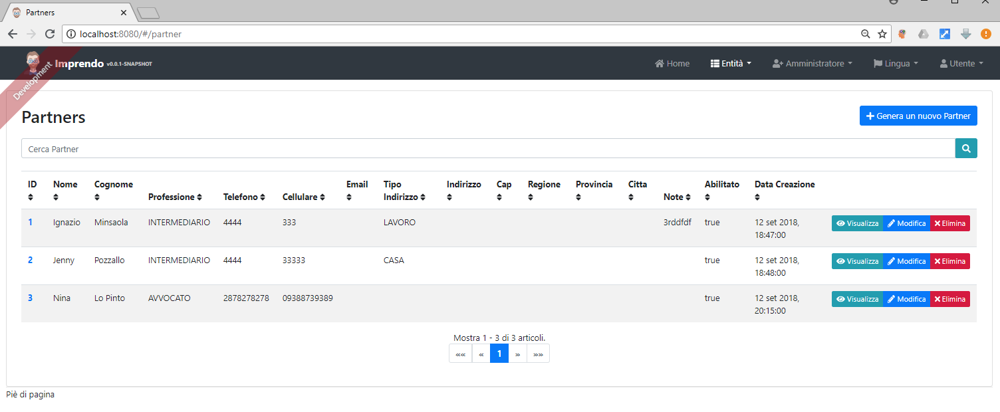 Partners
localhost:8080/#/partner
Development
Imprendo v0.0.1-SNAPSHOT
Home
Entità
Amministratore
Lingua
Utente
Partners
Genera un nuovo Partner
Cerca Partner
ID Nome Cognome Professione Telefono Cellulare Email Tipo Indirizzo Indirizzo Cap Regione Provincia Citta Note Abilitato Data Creazione
1 Ignazio Minsaola INTERMEDIARIO 4444 333 LAVORO 3rddfdf true 12 set 2018, 18:47:00 Visualizza Modifica Elimina
2 Jenny Pozzallo INTERMEDIARIO 4444 33333 CASA true 12 set 2018, 18:48:00 Visualizza Modifica Elimina
3 Nina Lo Pinto AVVOCATO 2878278278 09388739389 true 12 set 2018, 20:15:00 Visualizza Modifica Elimina
Mostra 1 - 3 di 3 articoli.
«« « 1 » »»
Piè di pagina